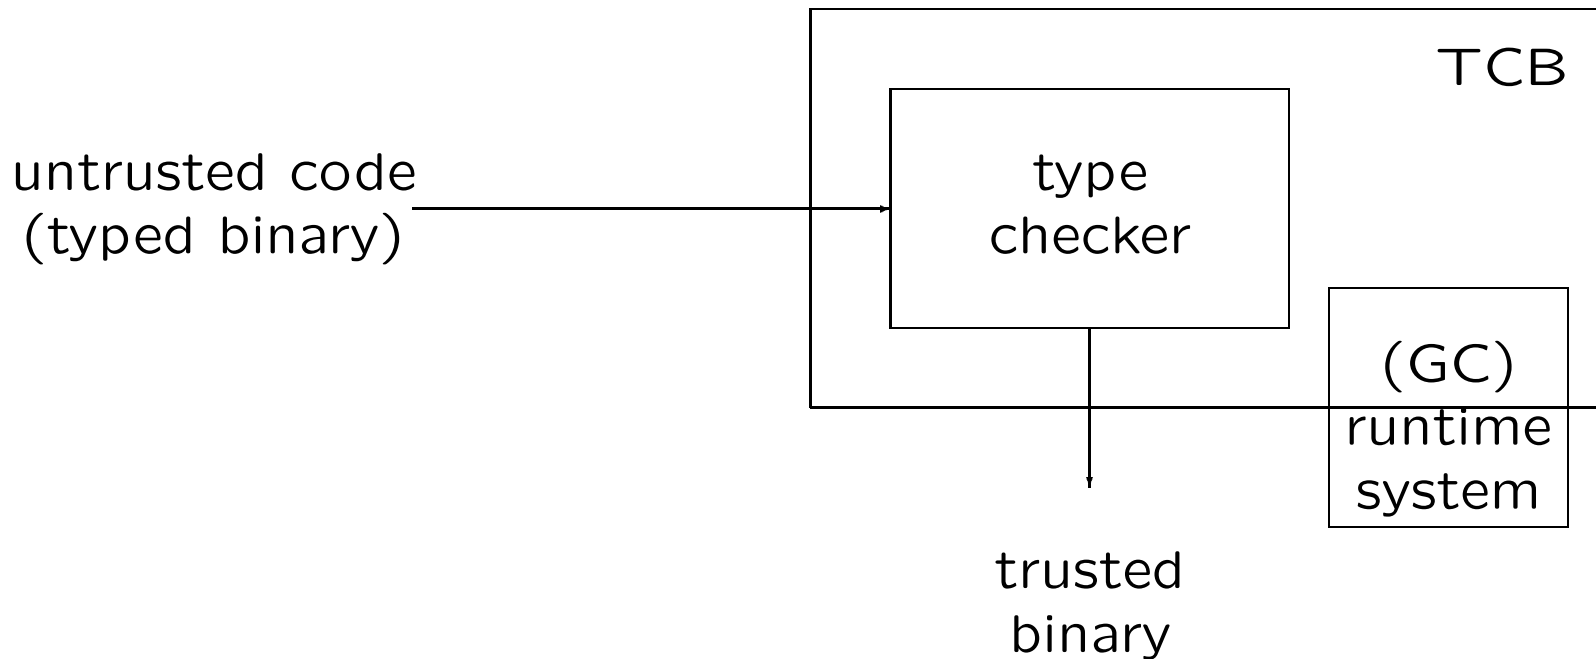 TCB
untrusted code
(typed binary)
type
checker
(GC)
runtime
system
trusted
binary